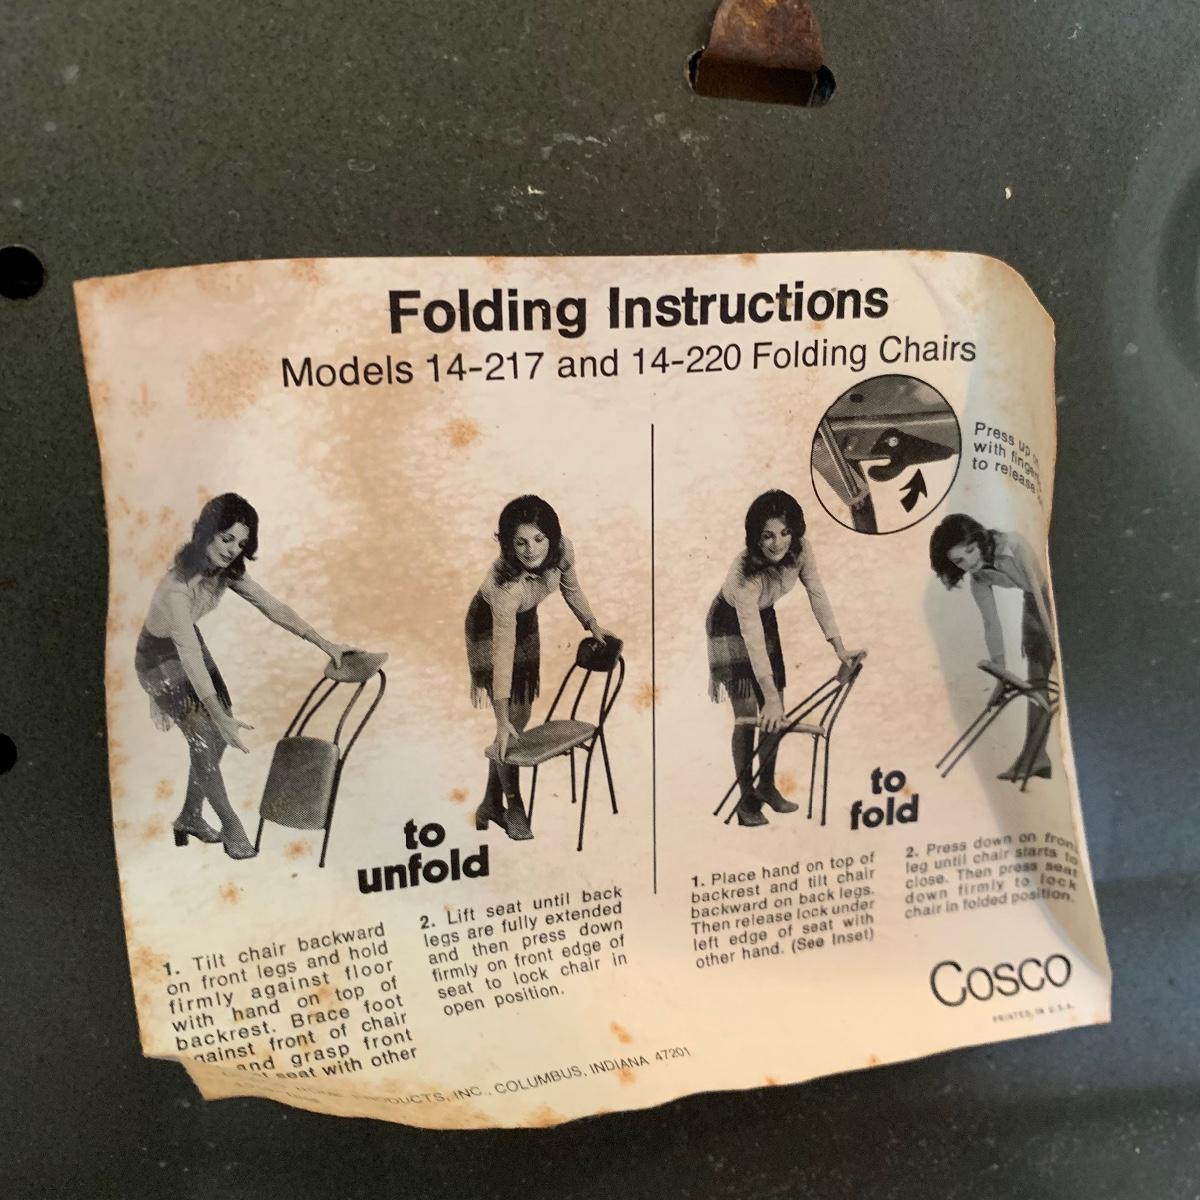 Folding Instructions
Models 14-217 and 14-220 Folding Chairs
Press up
with
to release
to
unfold
1. Tilt chair backward
on front legs and hold
firmly against floor
with hand on top of
backrest. Brace foot
against front of chair
and grasp front
seat with other
2. Lift seat until back
legs are fully extended
and then press down
firmly on front edge of
seat to lock chair in
open position.
to
fold
1. Place hand on top of
backrest and tilt chair
backward on back legs.
Then release lock under
left edge of seat with
other hand. (See Inset)
2. Press down on front
leg until chair starts to
close. Then press seat
down firmly to lock
chair in folded position.
Cosco
PRINTED IN U.S.A.
PRODUCTS, INC., COLUMBUS, INDIANA 47201